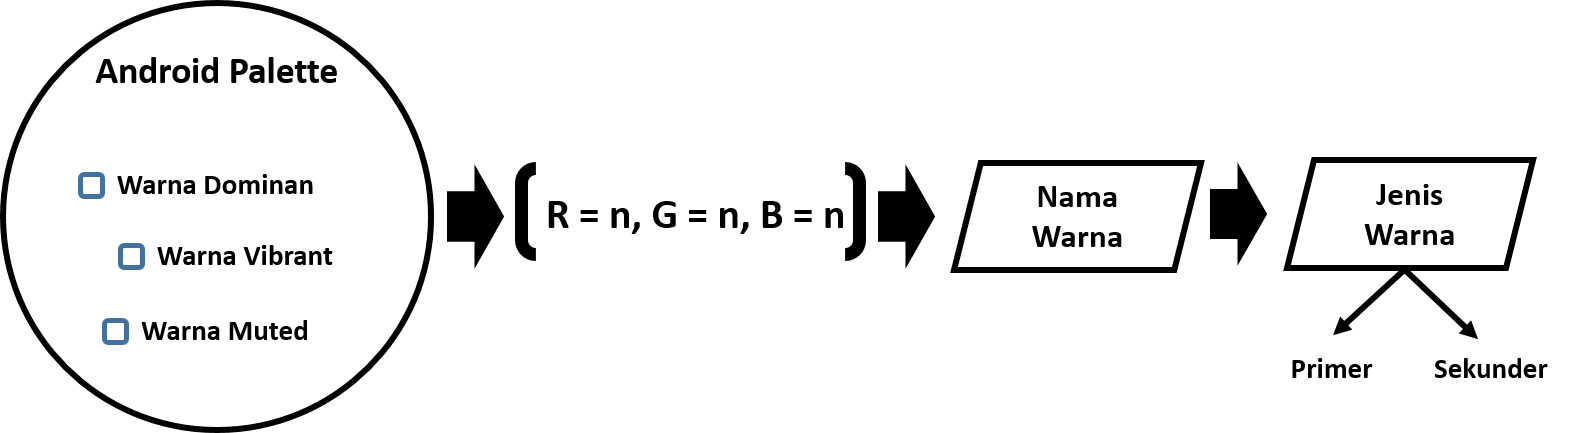 Android Palette
Warna Dominan
Warna Vibrant
Warna Muted
R = n, G = n, B = n
Nama
Warna
Jenis
Warna
Primer
Sekunder